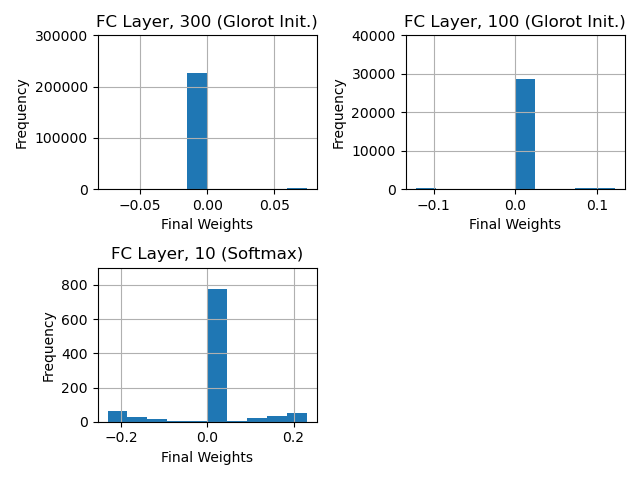 FC Layer, 300 (Glorot Init.)
300000
200000
100000
0
Frequency
−0.05
0.00
0.05
Final Weights
FC Layer, 100 (Glorot Init.)
40000
30000
20000
10000
0
Frequency
−0.1
0.0
0.1
Final Weights
FC Layer, 10 (Softmax)
800
600
400
200
0
Frequency
−0.2
0.0
0.2
Final Weights